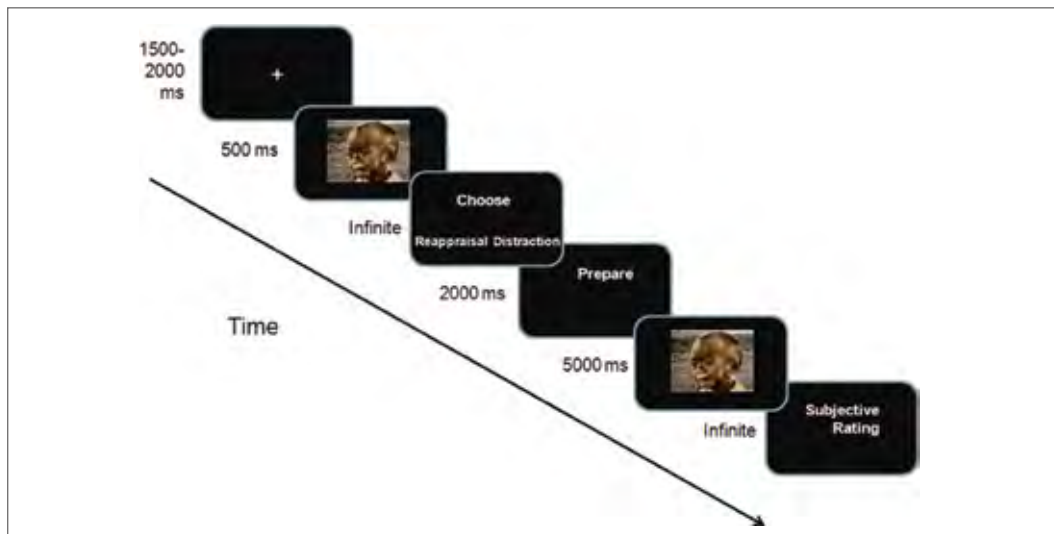 1500-
2000
ms
+
500 ms
Infinite
Choose
Reappraisal Distraction
2000 ms
Prepare
Time
5000 ms
Infinite
Subjective
Rating